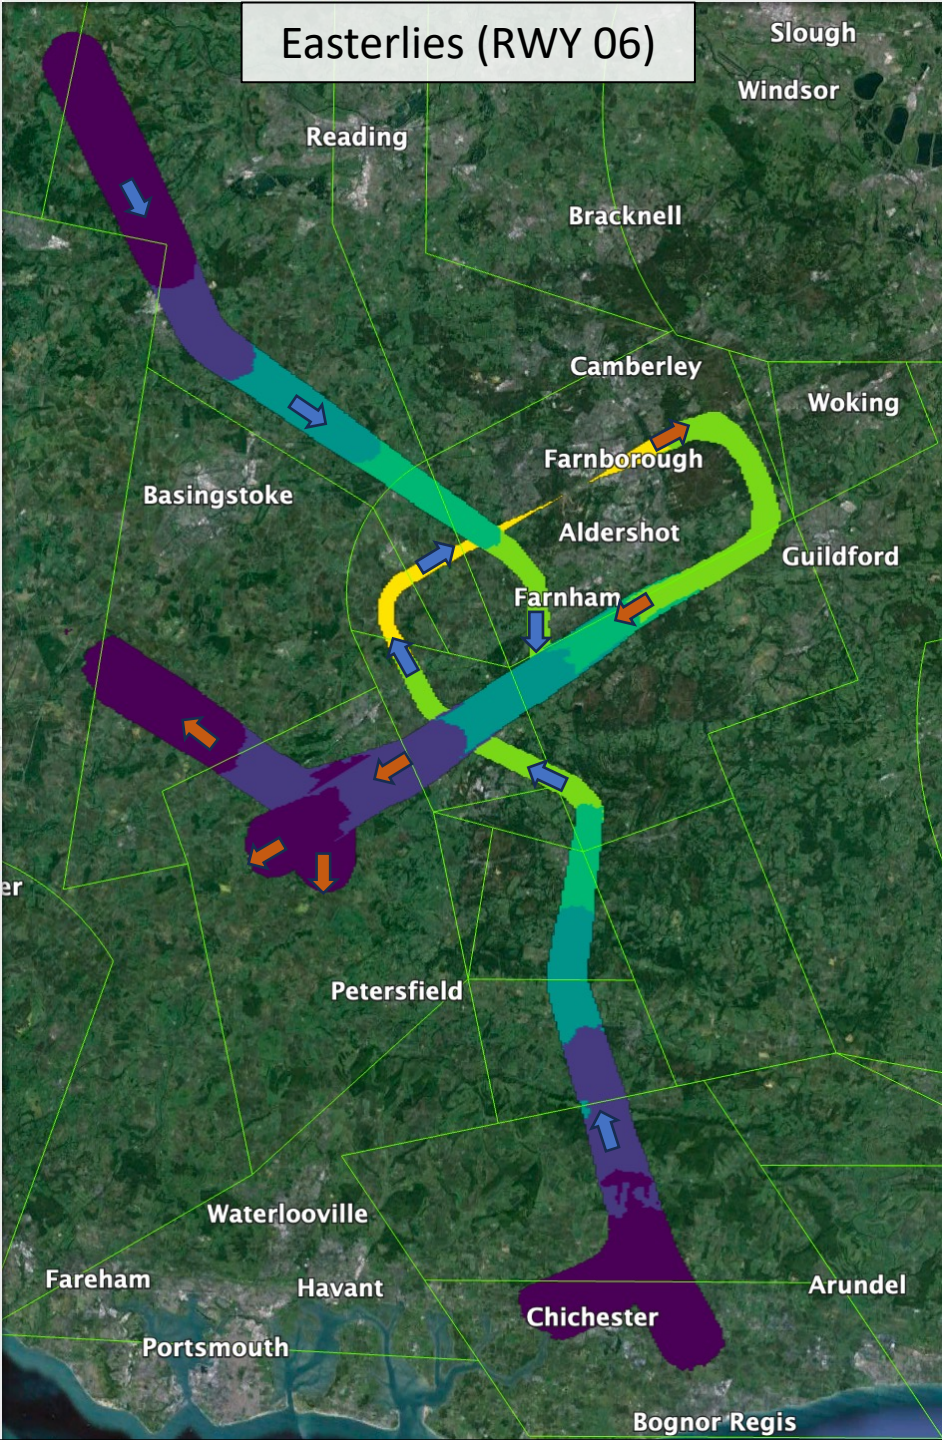 Easterlies (RWY 06)
Slough
Windsor
Reading
Bracknell
Camberley
Woking
Farnborough
Basingstoke
Aldershot
Guildford
Farnham
er
Petersfield
Waterlooville
Fareham
Havant
Arundel
Chichester
Portsmouth
Bognor Regis